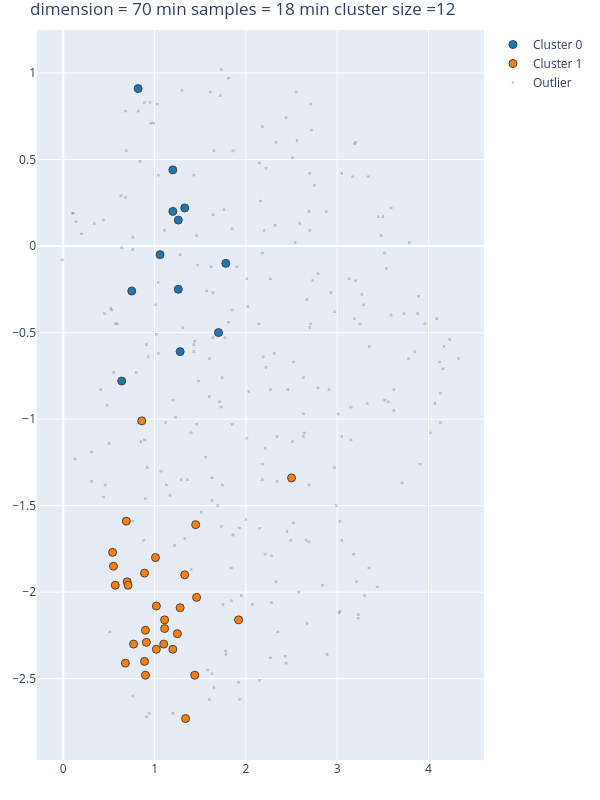 dimension = 70 min samples = 18 min cluster size =12
Cluster 0
Cluster 1
Outlier
1
0.5
0
−0.5
−1
−1.5
−2
−2.5
0 1 2 3 4